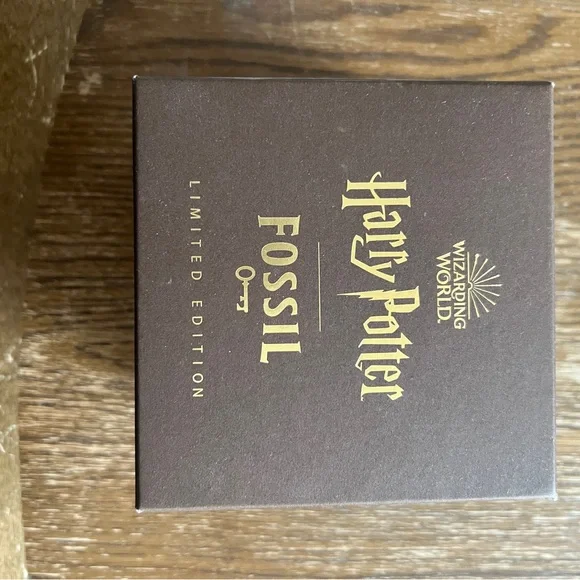 WIZARDING
WORLD.
Harry Potter
FOSSIL
LIMITED EDITION